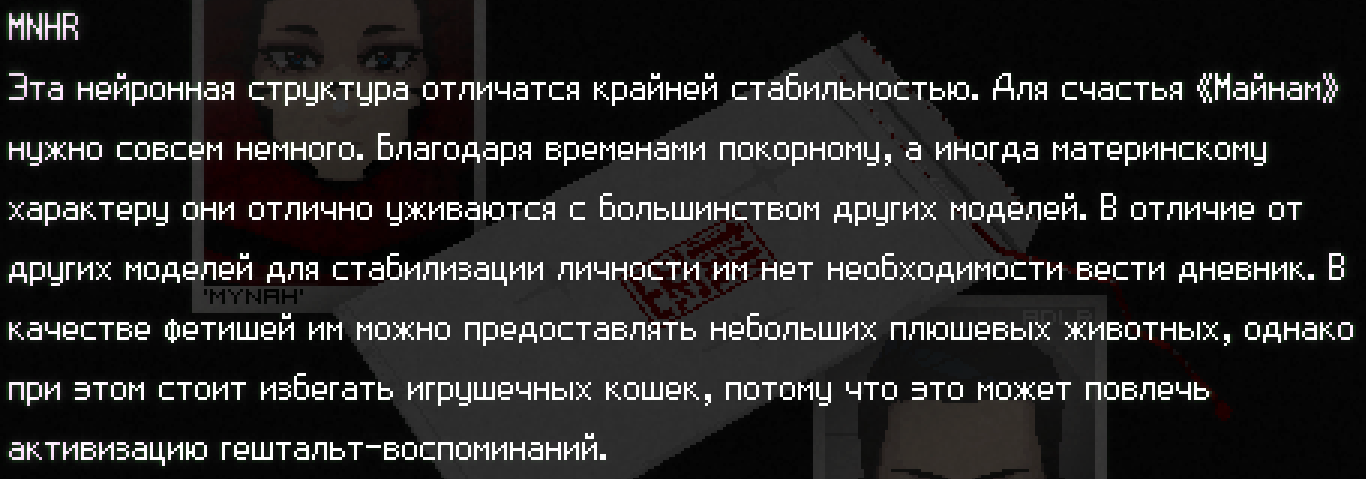 MNHR
Эта нейронная структура отличатся крайней стабильностью. Для счастья «Майнам»
нужно совсем немного. Благодаря временами покорному, а иногда материнскому
характеру они отлично уживаются с большинством других моделей. В отличие от
других моделей для стабилизации личности им нет необходимости вести дневник. В
'MYNAH'
качестве фетишей им можно предоставлять небольших плюшевых животных, однако
при этом стоит избегать игрушечных кошек, потому что это может повлечь
активизацию гештальт-воспоминаний.